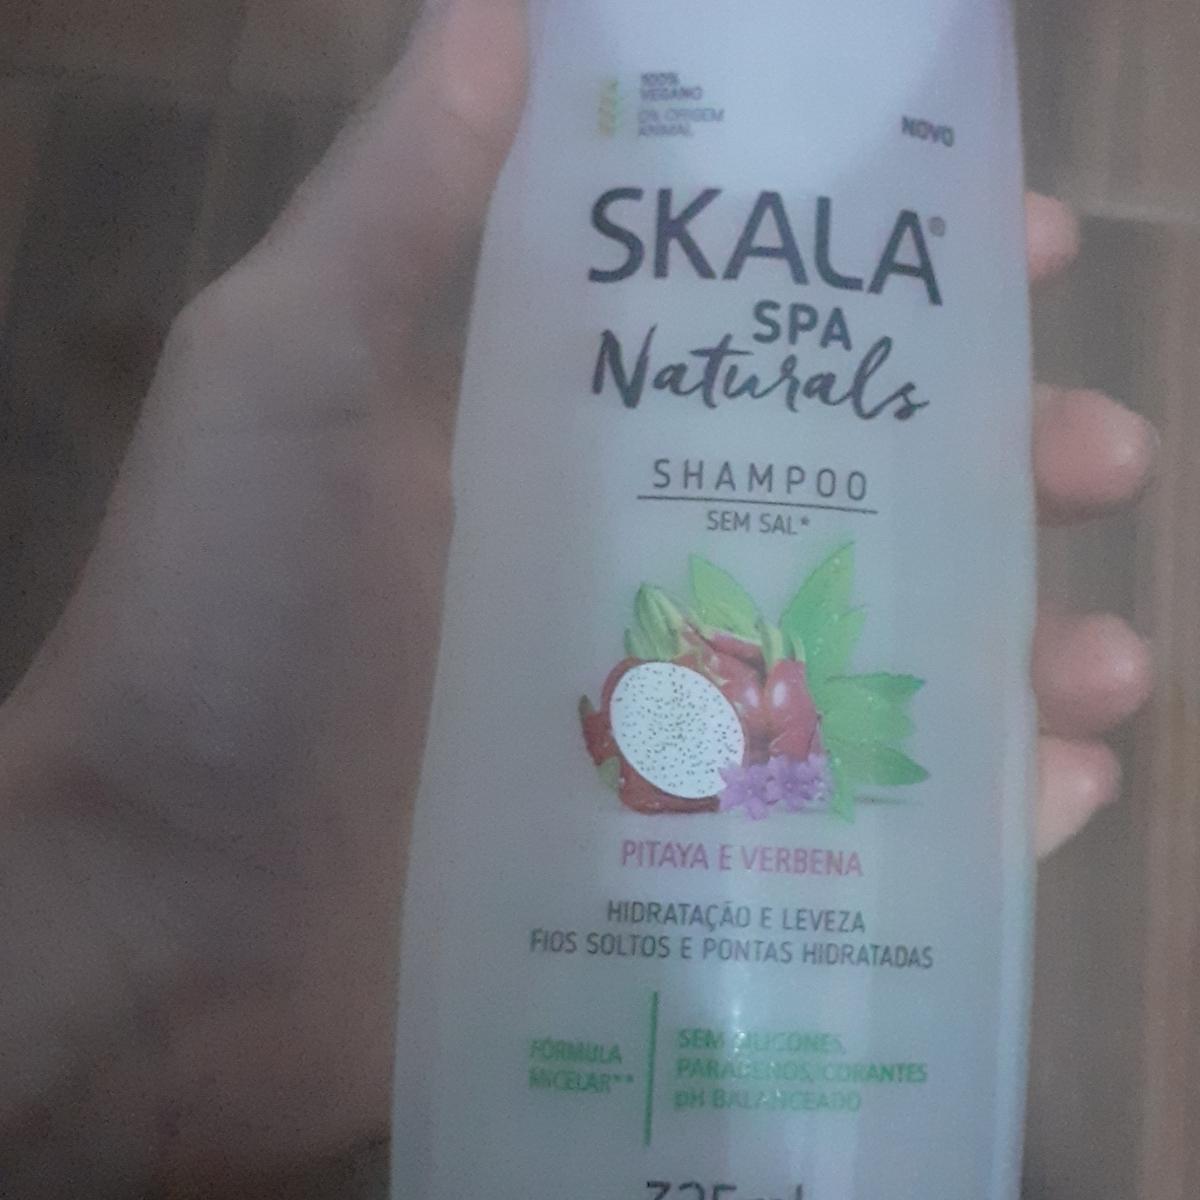 100%
VEGANO
0% ORIGEM
ANIMAL
NOVO
SKALA®
SPA
Naturals
SHAMPOO
SEM SAL*
PITAYA E VERBENA
HIDRATAÇÃO E LEVEZA
FIOS SOLTOS E PONTAS HIDRATADAS
FÓRMULA
MICELAR**
SEM SILICONES,
PARABENOS, CORANTES
pH BALANCEADO